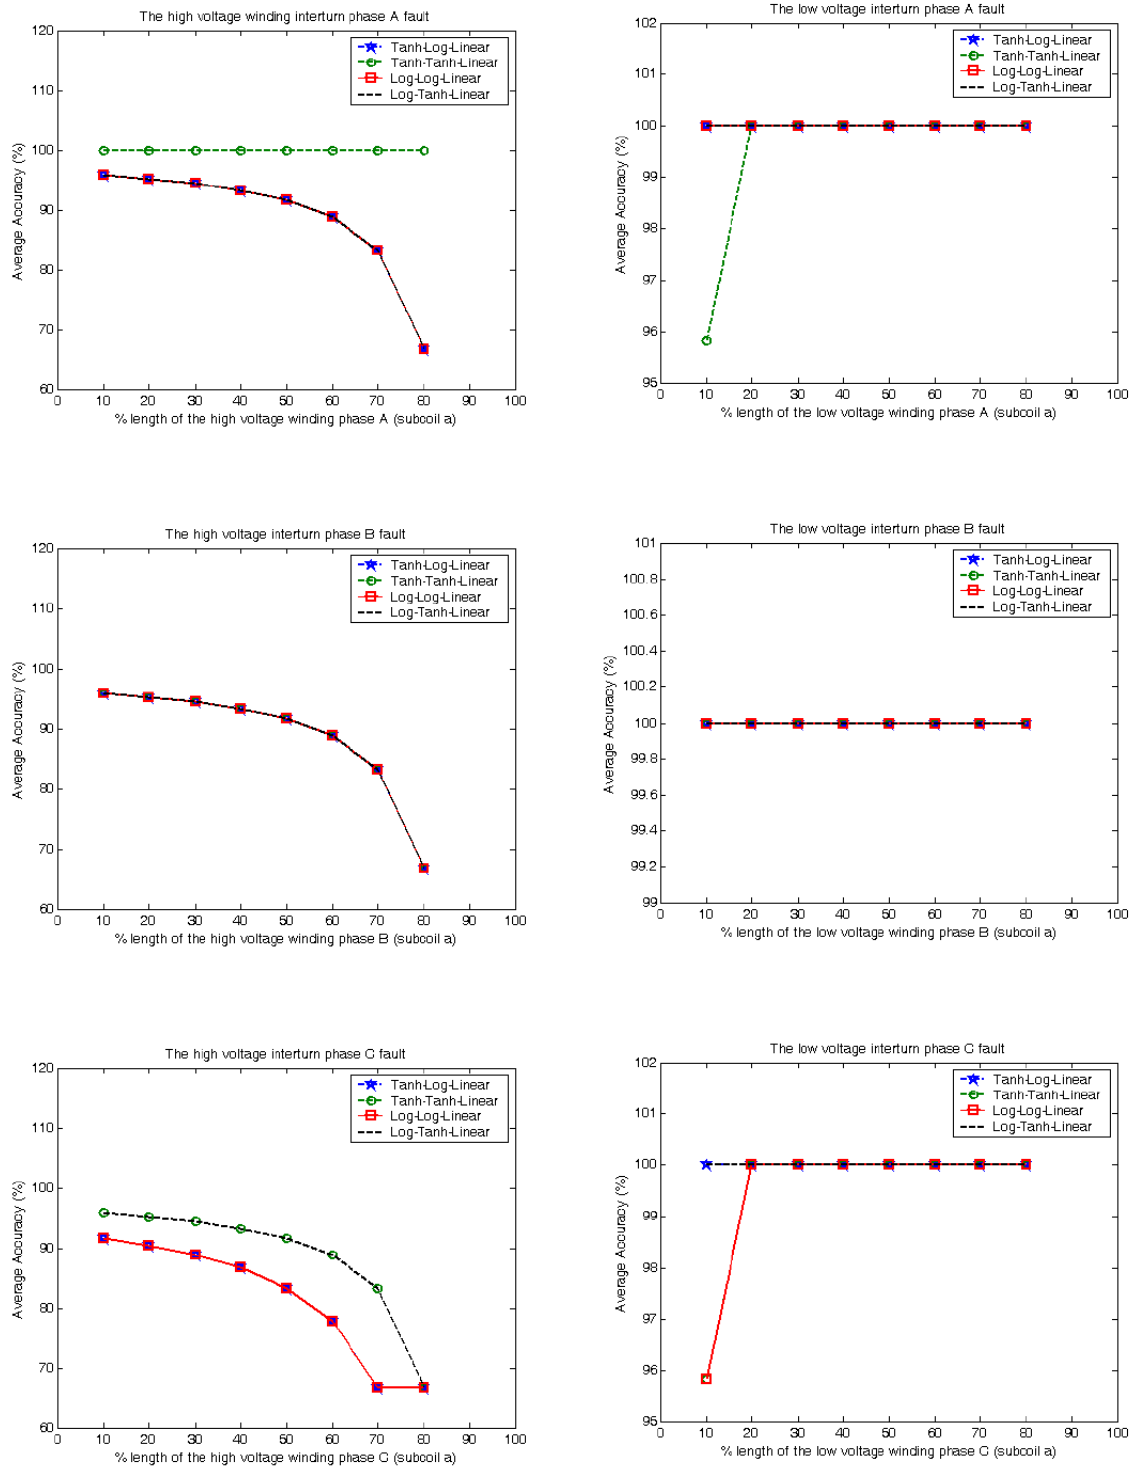 The high voltage winding interturn phase A fault
120
110
100
90
80
70
60
Average Accuracy (%)
Tanh-Log-Linear
Tanh-Tanh-Linear
Log-Log-Linear
Log-Tanh-Linear
0 10 20 30 40 50 60 70 80 90 100
% length of the high voltage winding phase A (subcoil a)
The low voltage interturn phase A fault
102
101
100
99
98
97
96
95
Average Accuracy (%)
Tanh-Log-Linear
Tanh-Tanh-Linear
Log-Log-Linear
Log-Tanh-Linear
0 10 20 30 40 50 60 70 80 90 100
% length of the low voltage winding phase A (subcoil a)
The high voltage interturn phase B fault
120
110
100
90
80
70
60
Average Accuracy (%)
Tanh-Log-Linear
Tanh-Tanh-Linear
Log-Log-Linear
Log-Tanh-Linear
0 10 20 30 40 50 60 70 80 90 100
% length of the high voltage winding phase B (subcoil a)
The low voltage interturn phase B fault
101
100.8
100.6
100.4
100.2
100
99.8
99.6
99.4
99.2
99
Average Accuracy (%)
Tanh-Log-Linear
Tanh-Tanh-Linear
Log-Log-Linear
Log-Tanh-Linear
0 10 20 30 40 50 60 70 80 90 100
% length of the low voltage winding phase B (subcoil a)
The high voltage interturn phase C fault
120
110
100
90
80
70
60
Average Accuracy (%)
Tanh-Log-Linear
Tanh-Tanh-Linear
Log-Log-Linear
Log-Tanh-Linear
0 10 20 30 40 50 60 70 80 90 100
% length of the high voltage winding phase C (subcoil a)
The low voltage interturn phase C fault
102
101
100
99
98
97
96
95
Average Accuracy (%)
Tanh-Log-Linear
Tanh-Tanh-Linear
Log-Log-Linear
Log-Tanh-Linear
0 10 20 30 40 50 60 70 80 90 100
% length of the low voltage winding phase C (subcoil a)